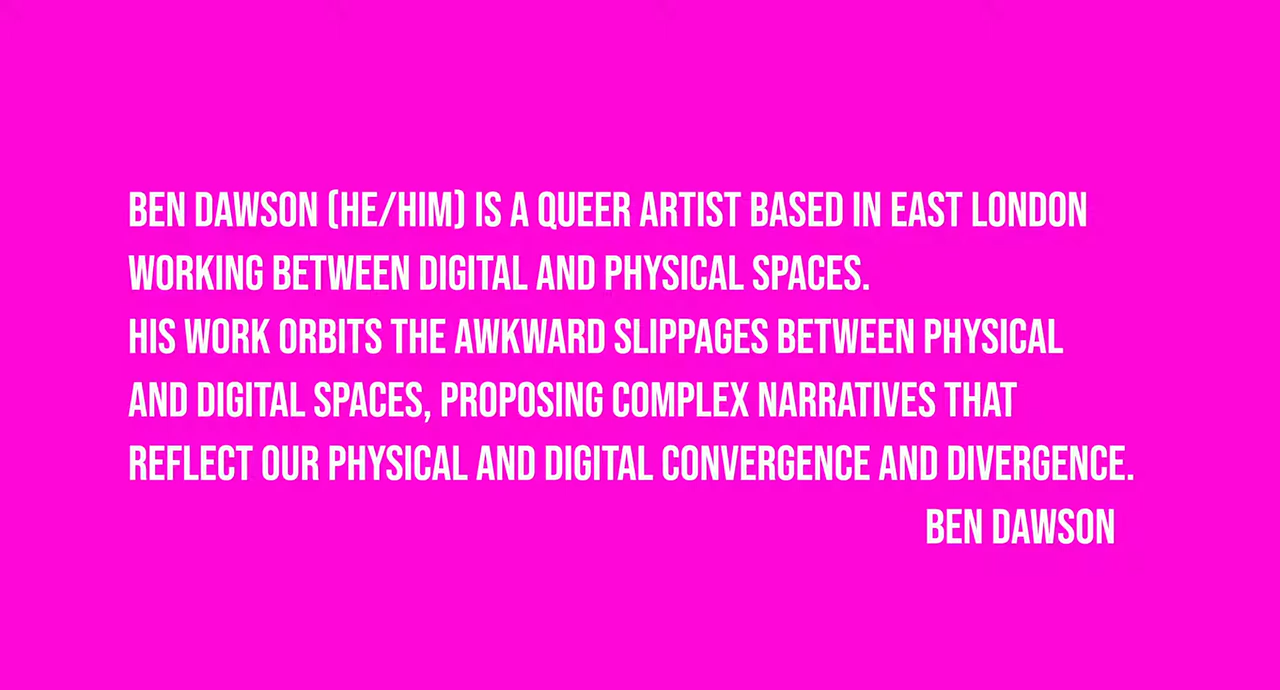 BEN DAWSON (HE/HIM) IS A QUEER ARTIST BASED IN EAST LONDON
WORKING BETWEEN DIGITAL AND PHYSICAL SPACES.
HIS WORK ORBITS THE AWKWARD SLIPPAGES BETWEEN PHYSICAL
AND DIGITAL SPACES, PROPOSING COMPLEX NARRATIVES THAT
REFLECT OUR PHYSICAL AND DIGITAL CONVERGENCE AND DIVERGENCE.
BEN DAWSON